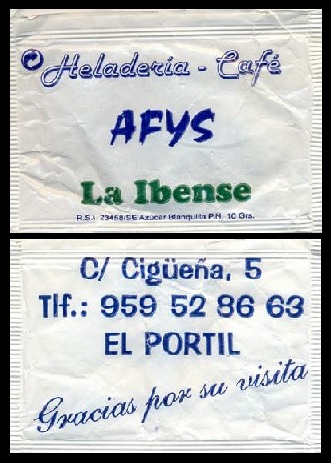 Heladería - Café
AFYS
La Ibense
R.S.I. 23458/SE Azúcar Blanquilla P.N. 10 Grs.
C/ Cigüeña, 5
Tlf.: 959 52 86 63
EL PORTIL
Gracias por su visita